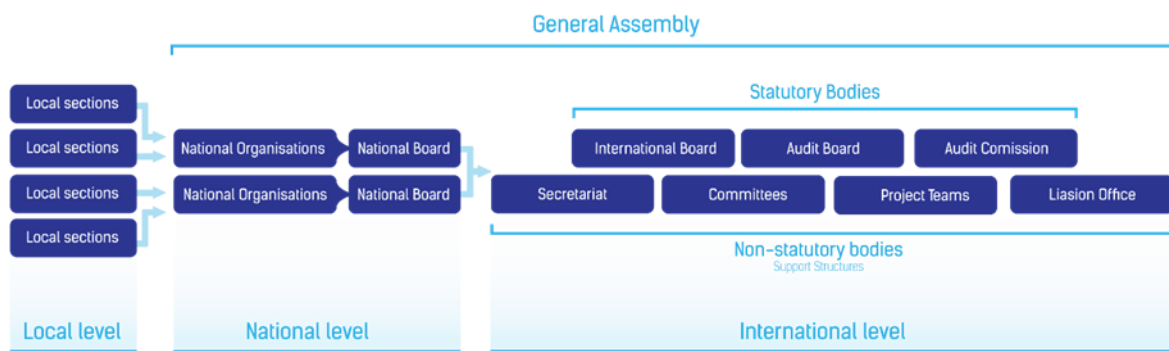 General Assembly
Statutory Bodies
Local sections
Local sections
National Organisations
National Board
International Board
Audit Board
Audit Comission
Local sections
National Organisations
National Board
Secretariat
Committees
Project Teams
Liasion Office
Local sections
Non-statutory bodies
Support Structures
Local level
National level
International level